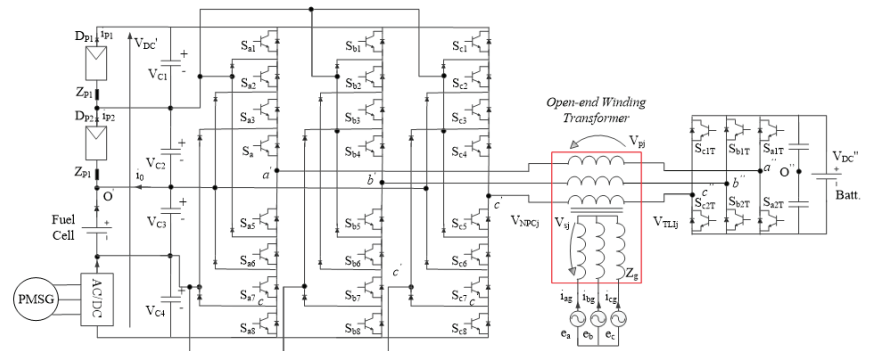 D_P1 i_P1
V_DC'
+
-
V_C1
Z_P1
D_P2 i_P2
+
-
V_C2
Z_P1
O'
i_0
Fuel
Cell
+
-
V_C3
+
-
AC/DC
PMSG
V_C4
+
-
S_a1
S_a2
S_a3
S_a
a'
S_a5
S_a6
S_a7
c
S_a8
S_b1
S_b2
S_b3
S_b4
b'
S_b5
c'
S_b6
S_b7
S_b8
S_c1
S_c2
S_c3
S_c4
c'
S_c5
S_c6
S_c7
c'
S_c8
Open-end Winding
Transformer
V_pj
V_NPCj
V_sj
V_TLIj
Z_g
i_ag i_bg i_cg
e_a e_b e_c
S_c1T S_b1T S_a1T
a''
b''
c''
S_c2T S_b2T S_a2T
O''
V_DC''
Batt.